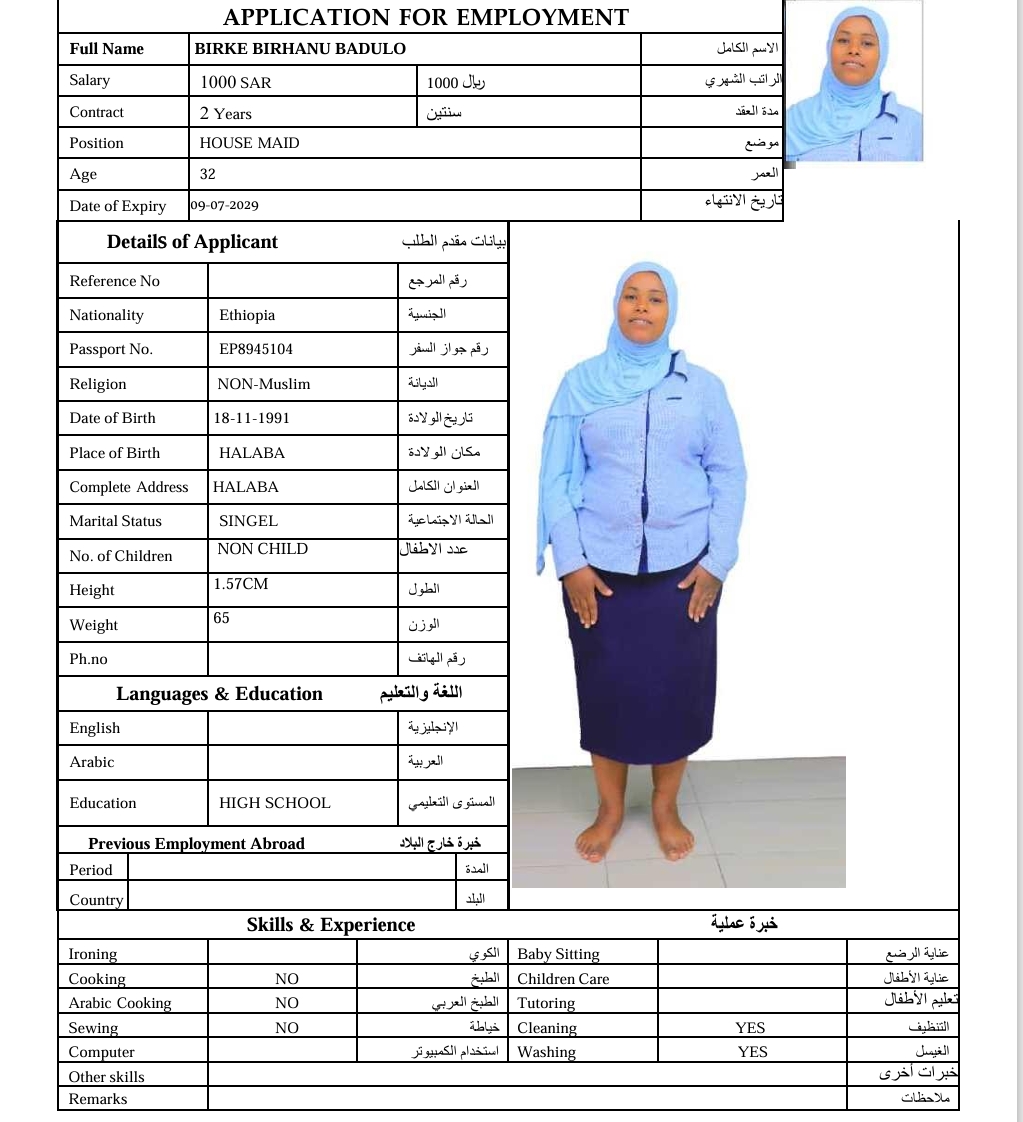 APPLICATION FOR EMPLOYMENT
Full Name BIRKE BIRHANU BADULO الاسم الكامل
Salary 1000 SAR 1000 ريال الراتب الشهري
Contract 2 Years سنتين مدة العقد
Position HOUSE MAID موضع
Age 32 العمر
Date of Expiry 09-07-2029 تاريخ الانتهاء
Details of Applicant بيانات مقدم الطلب
Reference No رقم المرجع
Nationality Ethiopia الجنسية
Passport No. EP8945104 رقم جواز السفر
Religion NON-Muslim الديانة
Date of Birth 18-11-1991 تاريخ الولادة
Place of Birth HALABA مكان الولادة
Complete Address HALABA العنوان الكامل
Marital Status SINGEL الحالة الاجتماعية
No. of Children NON CHILD عدد الاطفال
Height 1.57CM الطول
Weight 65 الوزن
Ph.no رقم الهاتف
Languages & Education اللغة والتعليم
English الإنجليزية
Arabic العربية
Education HIGH SCHOOL المستوى التعليمي
Previous Employment Abroad خبرة خارج البلاد
Period المدة
Country البلد
Skills & Experience خبرة عملية
Ironing الكوي Baby Sitting عناية الرضع
Cooking NO الطبخ Children Care عناية الأطفال
Arabic Cooking NO الطبخ العربي Tutoring تعليم الأطفال
Sewing NO خياطة Cleaning YES التنظيف
Computer استخدام الكمبيوتر Washing YES الغيسل
Other skills خبرات أخرى
Remarks ملاحظات